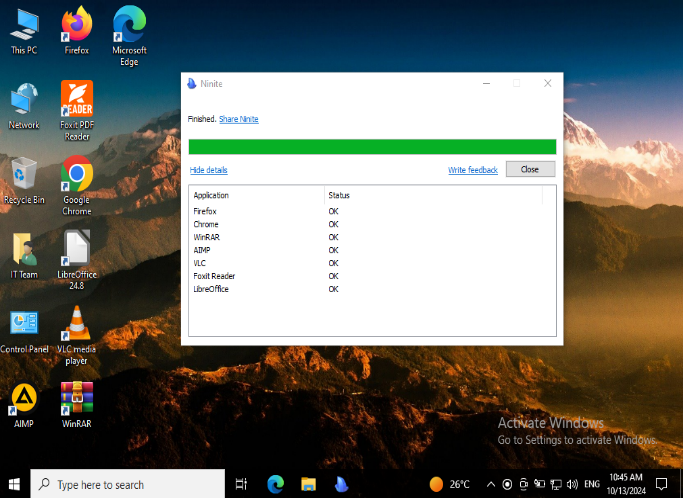 This PC
Firefox
Microsoft
Edge
Network
Foxit PDF
Reader
Recycle Bin
Google
Chrome
IT Team
LibreOffice
24.8
Control Panel
VLC media
player
AIMP
WinRAR
Ninite
Finished. Share Ninite
Hide details
Write feedback
Close
Application Status
Firefox OK
Chrome OK
WinRAR OK
AIMP OK
VLC OK
Foxit Reader OK
LibreOffice OK
Activate Windows
Go to Settings to activate Windows.
Type here to search
26°C
ENG
10:45 AM
10/13/2024